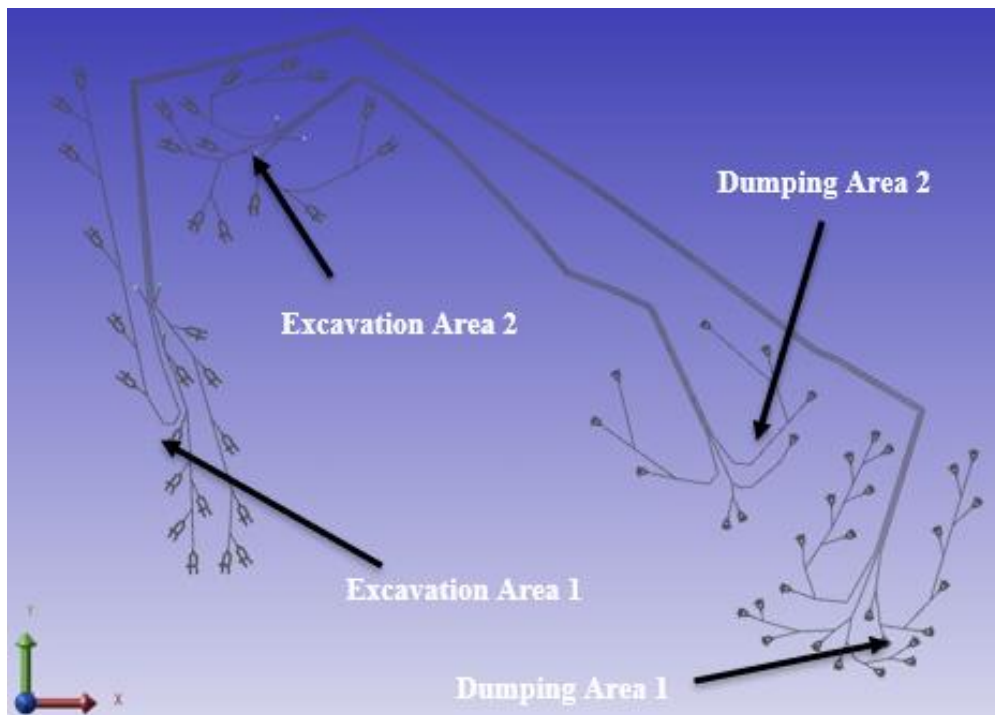 Dumping Area 2
Excavation Area 2
Excavation Area 1
Dumping Area 1
Y
X